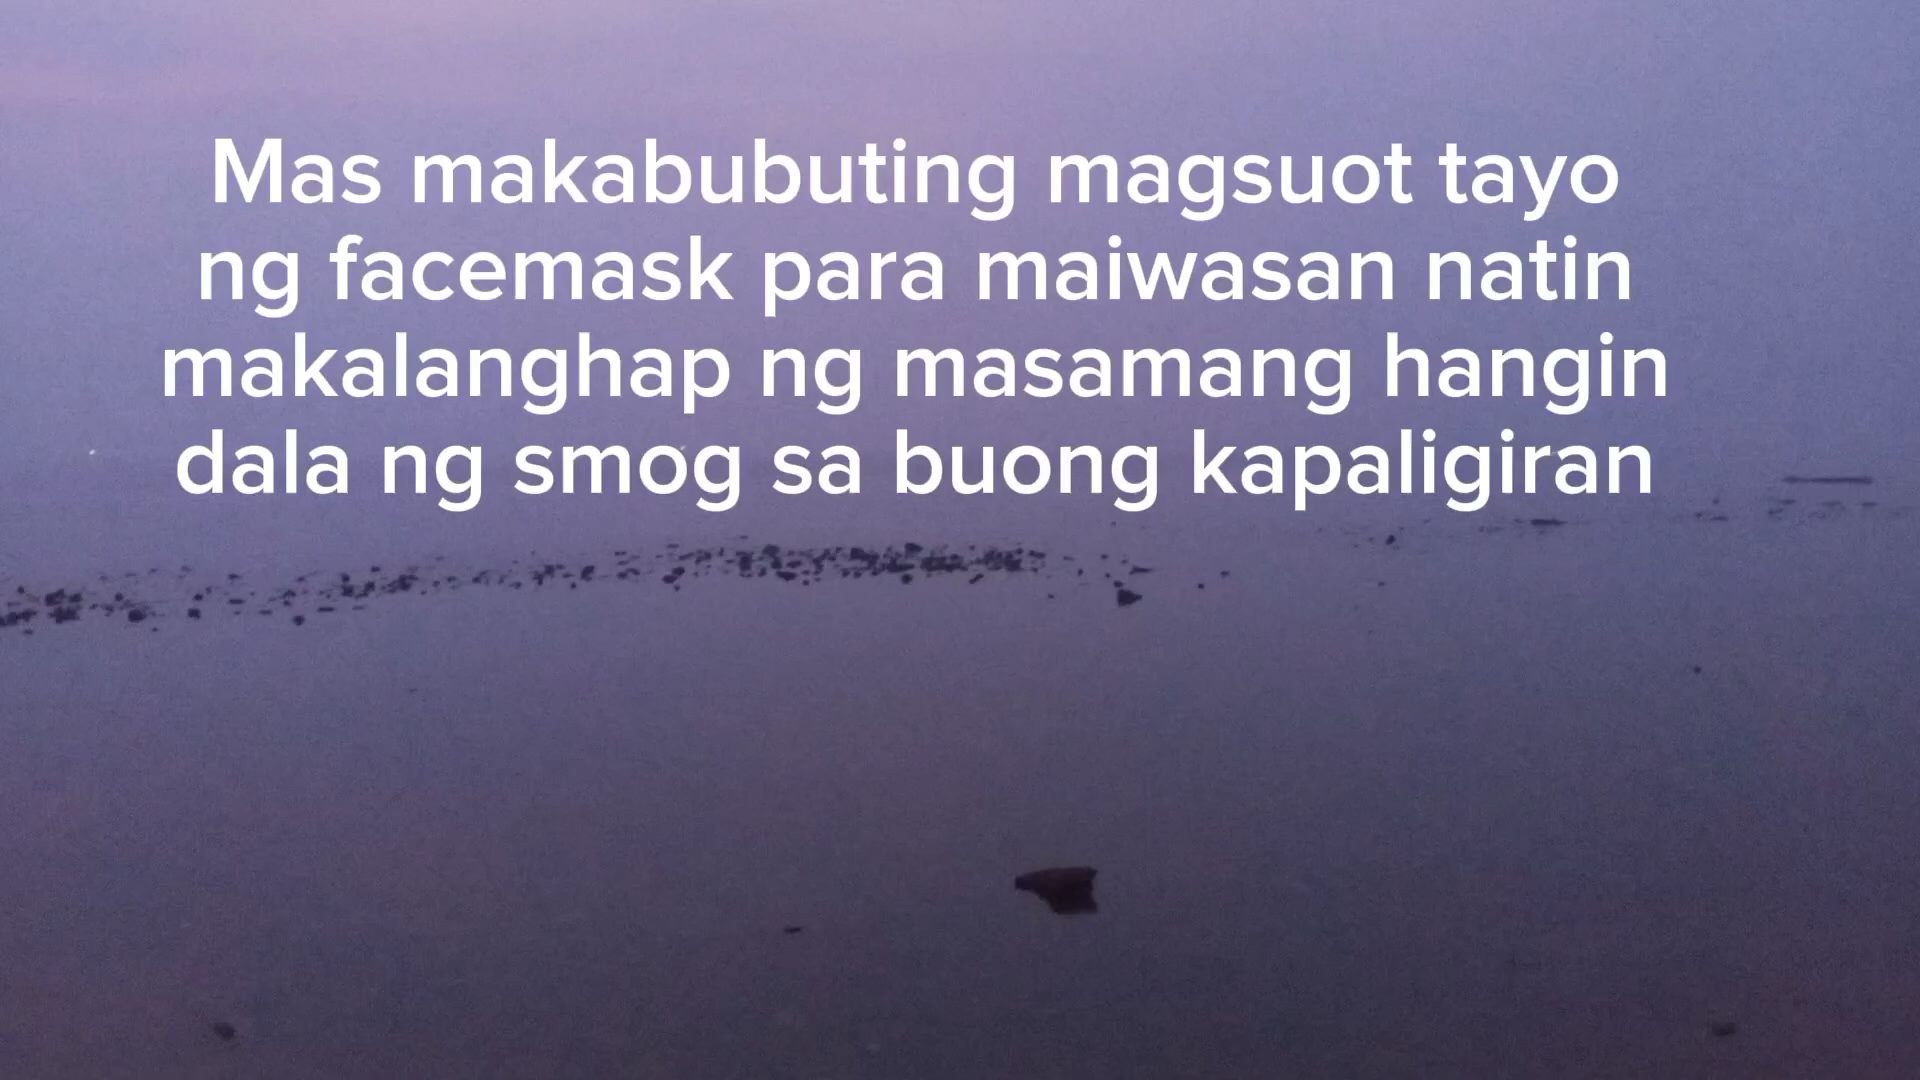 Mas makabubuting magsuot tayo
ng facemask para maiwasan natin
makalanghap ng masamang hangin
dala ng smog sa buong kapaligiran